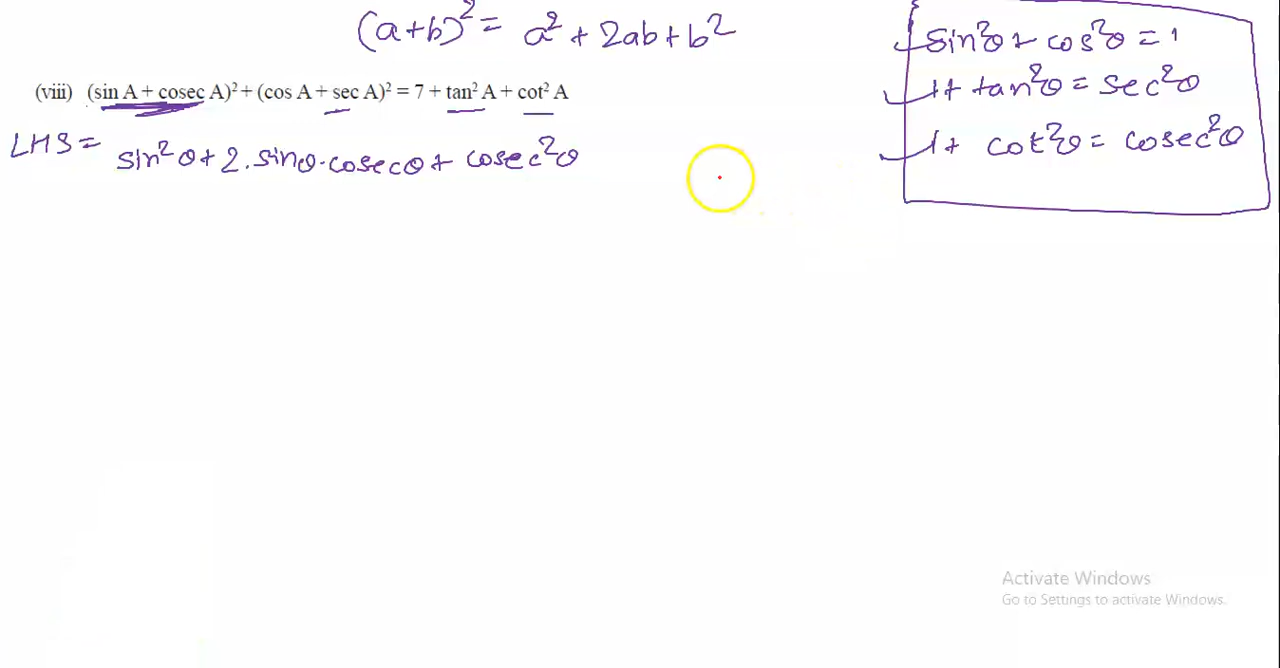 (a+b)² = a² + 2ab + b²
sin²θ + cos²θ = 1
(viii) (sin A + cosec A)² + (cos A + sec A)² = 7 + tan² A + cot² A
1+ tan²θ = sec²θ
LHS = sin²θ + 2.sinθ.cosecθ + cosec²θ
1+ cot²θ = cosec²θ
Activate Windows
Go to Settings to activate Windows.